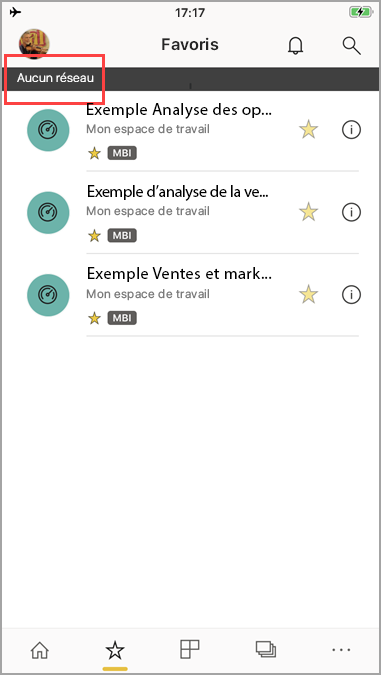 17:17
Favoris
Aucun réseau
Exemple Analyse des op...
Mon espace de travail
MBI
Exemple d'analyse de la ve...
Mon espace de travail
MBI
Exemple Ventes et mark...
Mon espace de travail
MBI